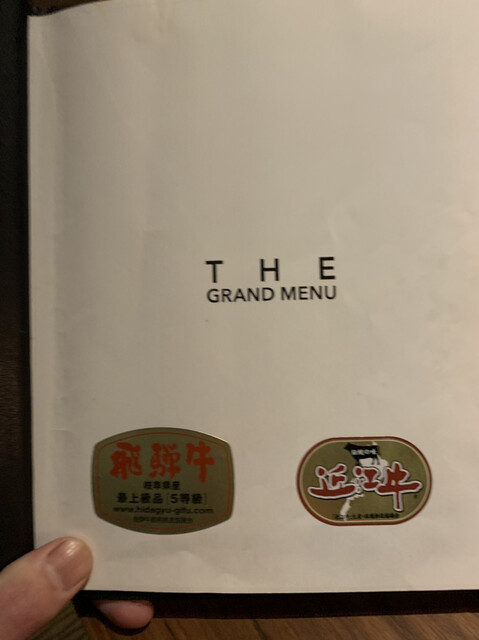 THE
GRAND MENU
飛騨牛
岐阜県産
最上級品 [5等級]
www.hidagyu-gifu.com
近江牛